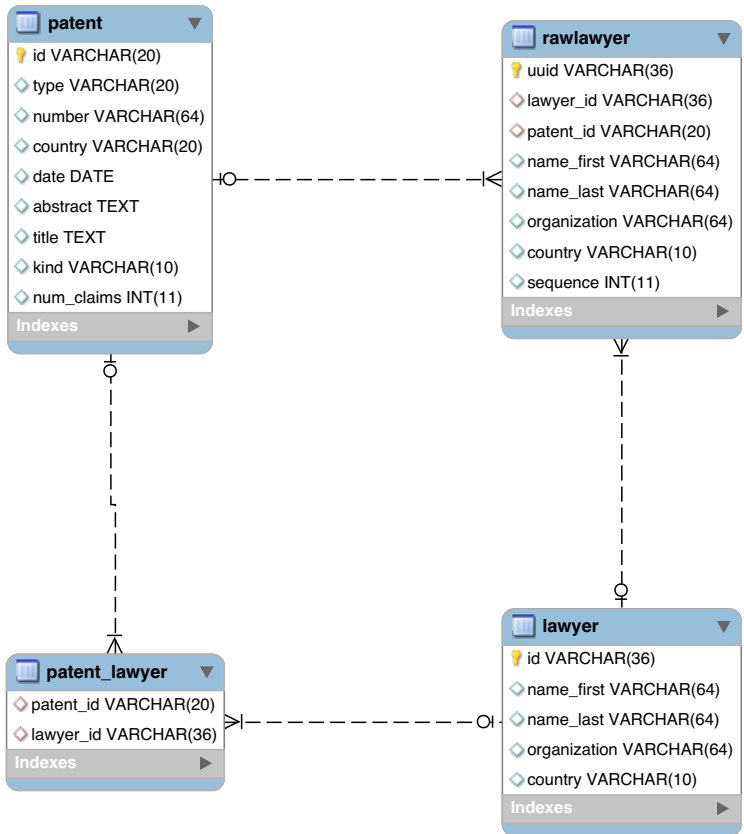 patent
id VARCHAR(20)
type VARCHAR(20)
number VARCHAR(64)
country VARCHAR(20)
date DATE
abstract TEXT
title TEXT
kind VARCHAR(10)
num_claims INT(11)
Indexes
rawlawyer
uuid VARCHAR(36)
lawyer_id VARCHAR(36)
patent_id VARCHAR(20)
name_first VARCHAR(64)
name_last VARCHAR(64)
organization VARCHAR(64)
country VARCHAR(10)
sequence INT(11)
Indexes
patent_lawyer
patent_id VARCHAR(20)
lawyer_id VARCHAR(36)
Indexes
lawyer
id VARCHAR(36)
name_first VARCHAR(64)
name_last VARCHAR(64)
organization VARCHAR(64)
country VARCHAR(10)
Indexes